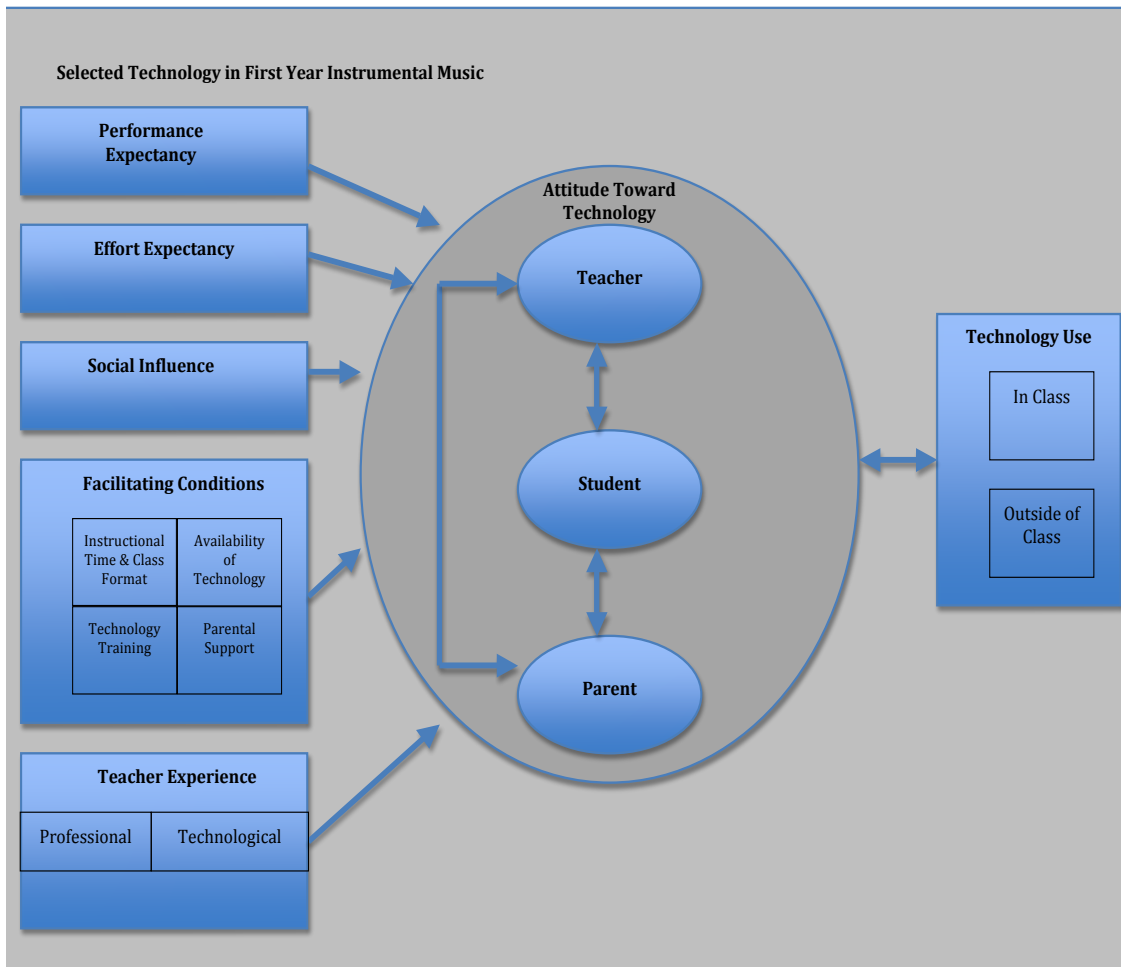 Selected Technology in First Year Instrumental Music
Performance
Expectancy
Effort Expectancy
Social Influence
Facilitating Conditions
Instructional
Time & Class
Format
Availability
of
Technology
Technology
Training
Parental
Support
Teacher Experience
Professional
Technological
Attitude Toward
Technology
Teacher
Student
Parent
Technology Use
In Class
Outside of
Class